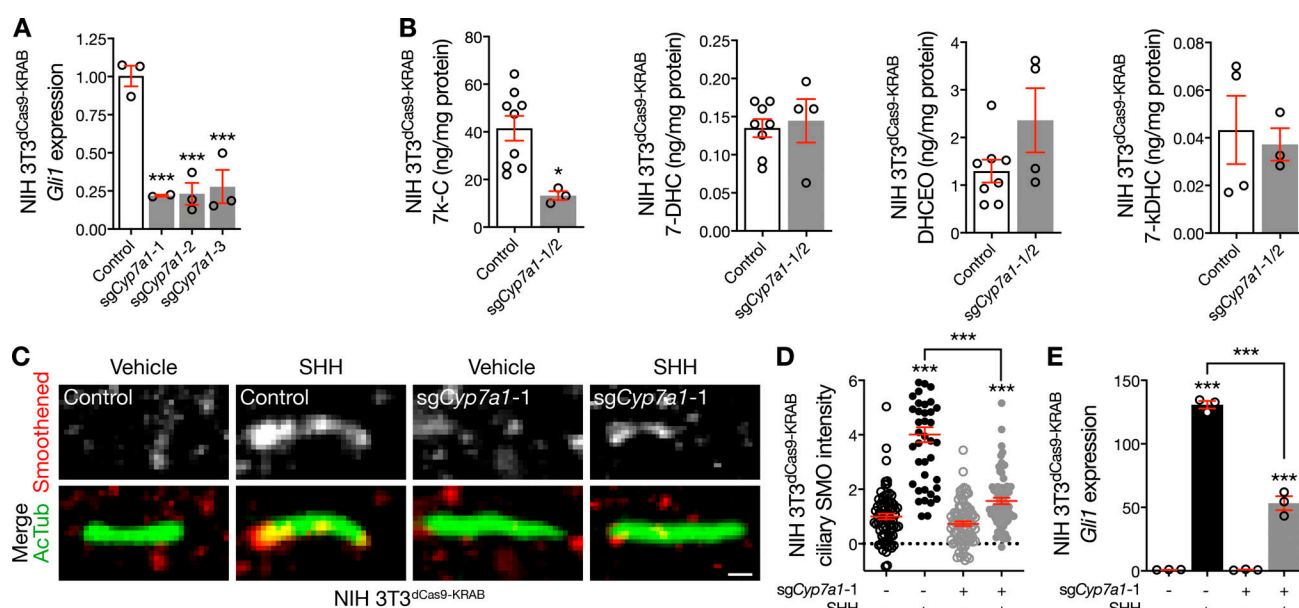 A
NIH 3T3dCas9-KRAB
Gli1 expression
1.25
1.00
0.75
0.50
0.25
0.00
***
***
***
Control
sgCyp7a1-1
sgCyp7a1-2
sgCyp7a1-3
B
NIH 3T3dCas9-KRAB
7k-C (ng/mg protein)
80
60
40
20
0
*
Control
sgCyp7a1-1/2
NIH 3T3dCas9-KRAB
7-DHC (ng/mg protein)
0.20
0.15
0.10
0.05
0.00
Control
sgCyp7a1-1/2
NIH 3T3dCas9-KRAB
DHCEO (ng/mg protein)
4
3
2
1
0
Control
sgCyp7a1-1/2
NIH 3T3dCas9-KRAB
7-kDHC (ng/mg protein)
0.08
0.06
0.04
0.02
0.00
Control
sgCyp7a1-1/2
C
Vehicle SHH Vehicle SHH
Smoothened
Control Control sgCyp7a1-1 sgCyp7a1-1
Merge
AcTub
NIH 3T3dCas9-KRAB
D
NIH 3T3dCas9-KRAB
ciliary SMO intensity
6
4
2
0
***
***
***
sgCyp7a1-1 - - + +
SHH
E
NIH 3T3dCas9-KRAB
Gli1 expression
150
100
50
0
***
***
***
sgCyp7a1-1 - - + +
SHH